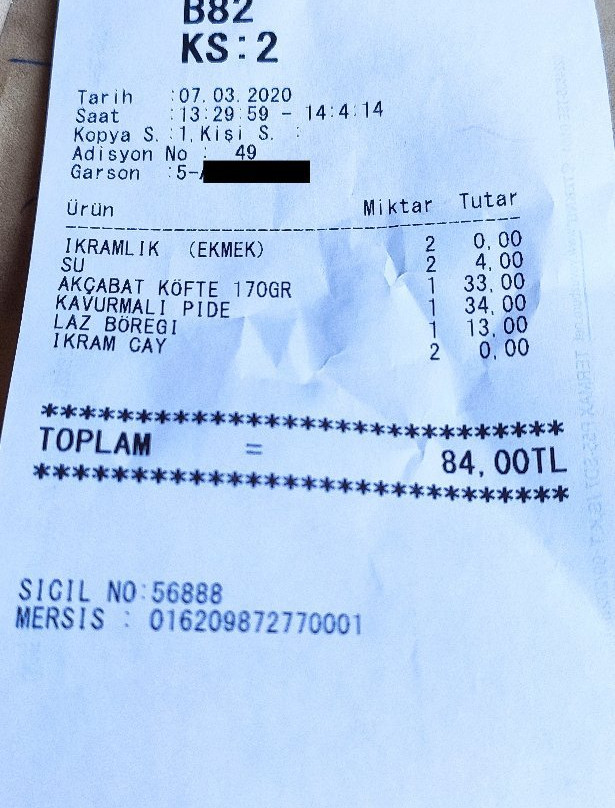 B82
KS:2
Tarih :07.03.2020
Saat :13:29:59 - 14:4:14
Kopya S. :1,Kişi S. :
Adisyon No : 49
Garson :5-
Ürün Miktar Tutar
IKRAMLIK (EKMEK) 2 0,00
SU 2 4,00
AKÇABAT KÖFTE 170GR 1 33,00
KAVURMALI PIDE 1 34,00
LAZ BÖREGI 1 13,00
IKRAM CAY 2 0,00
******************************
TOPLAM = 84,00TL
******************************
SICIL NO:56888
MERSIS : 016209872770001